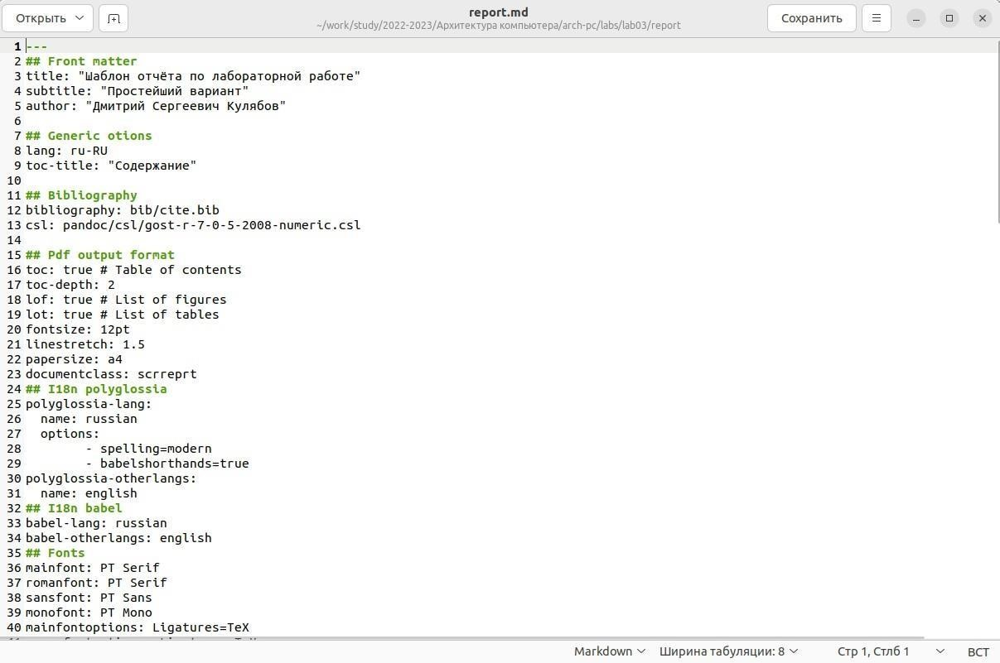 Открыть
report.md
~/work/study/2022-2023/Архитектура компьютера/arch-pc/labs/lab03/report
Сохранить
1 ---
2 ## Front matter
3 title: "Шаблон отчёта по лабораторной работе"
4 subtitle: "Простейший вариант"
5 author: "Дмитрий Сергеевич Кулябов"
6
7 ## Generic otions
8 lang: ru-RU
9 toc-title: "Содержание"
10
11 ## Bibliography
12 bibliography: bib/cite.bib
13 csl: pandoc/csl/gost-r-7-0-5-2008-numeric.csl
14
15 ## Pdf output format
16 toc: true # Table of contents
17 toc-depth: 2
18 lof: true # List of figures
19 lot: true # List of tables
20 fontsize: 12pt
21 linestretch: 1.5
22 papersize: a4
23 documentclass: scrreprt
24 ## I18n polyglossia
25 polyglossia-lang:
26   name: russian
27   options:
28         - spelling=modern
29         - babelshorthands=true
30 polyglossia-otherlangs:
31   name: english
32 ## I18n babel
33 babel-lang: russian
34 babel-otherlangs: english
35 ## Fonts
36 mainfont: PT Serif
37 romanfont: PT Serif
38 sansfont: PT Sans
39 monofont: PT Mono
40 mainfontoptions: Ligatures=TeX
Markdown
Ширина табуляции: 8
Стр 1, Стлб 1
ВСТ